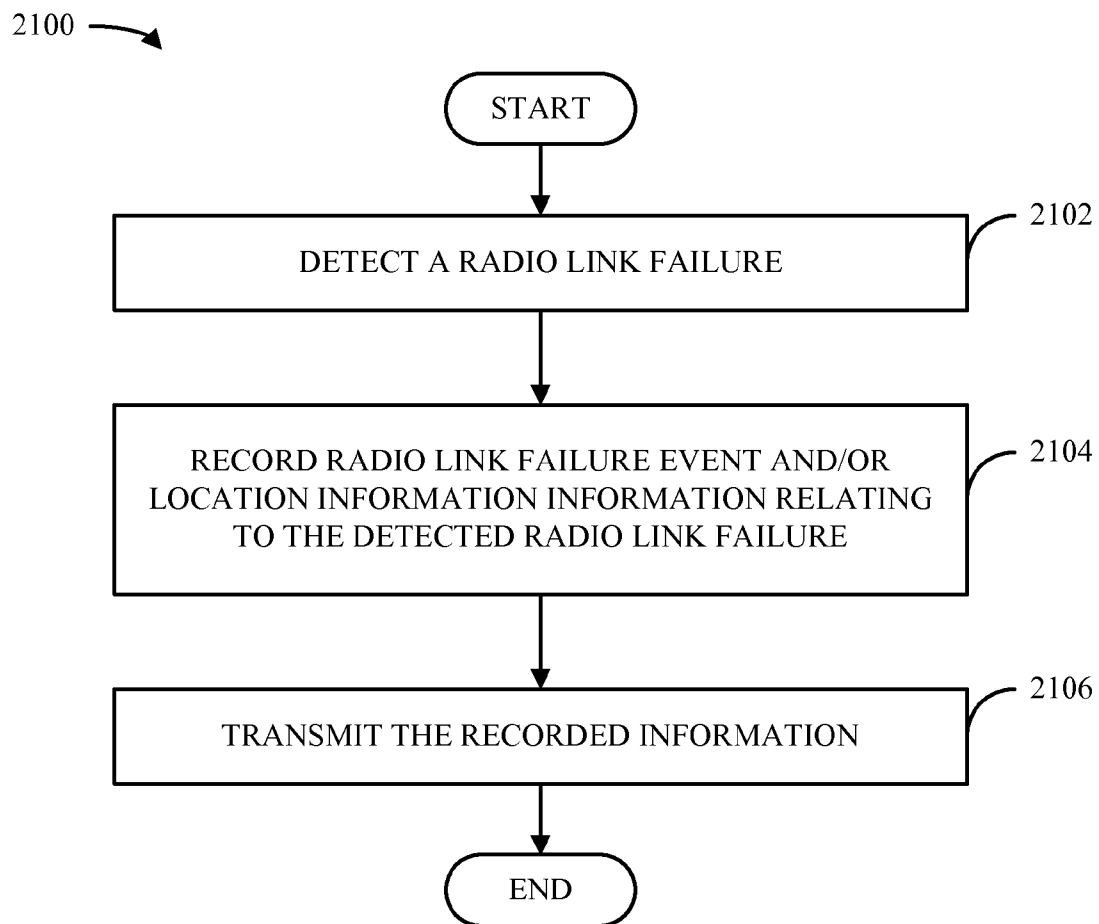 2100
START
DETECT A RADIO LINK FAILURE
2102
RECORD RADIO LINK FAILURE EVENT AND/OR
LOCATION INFORMATION INFORMATION RELATING
TO THE DETECTED RADIO LINK FAILURE
2104
TRANSMIT THE RECORDED INFORMATION
2106
END